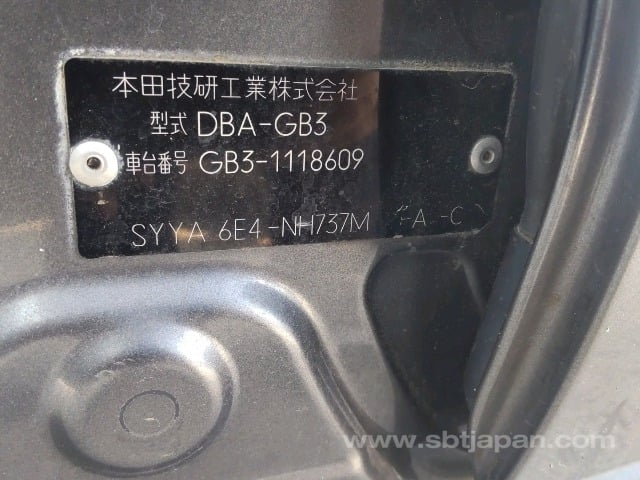 本田技研工業株式会社
型式 DBA-GB3
車台番号 GB3-1118609
SYYA 6E4-NH737M -A -C
www.sbtjapan.com